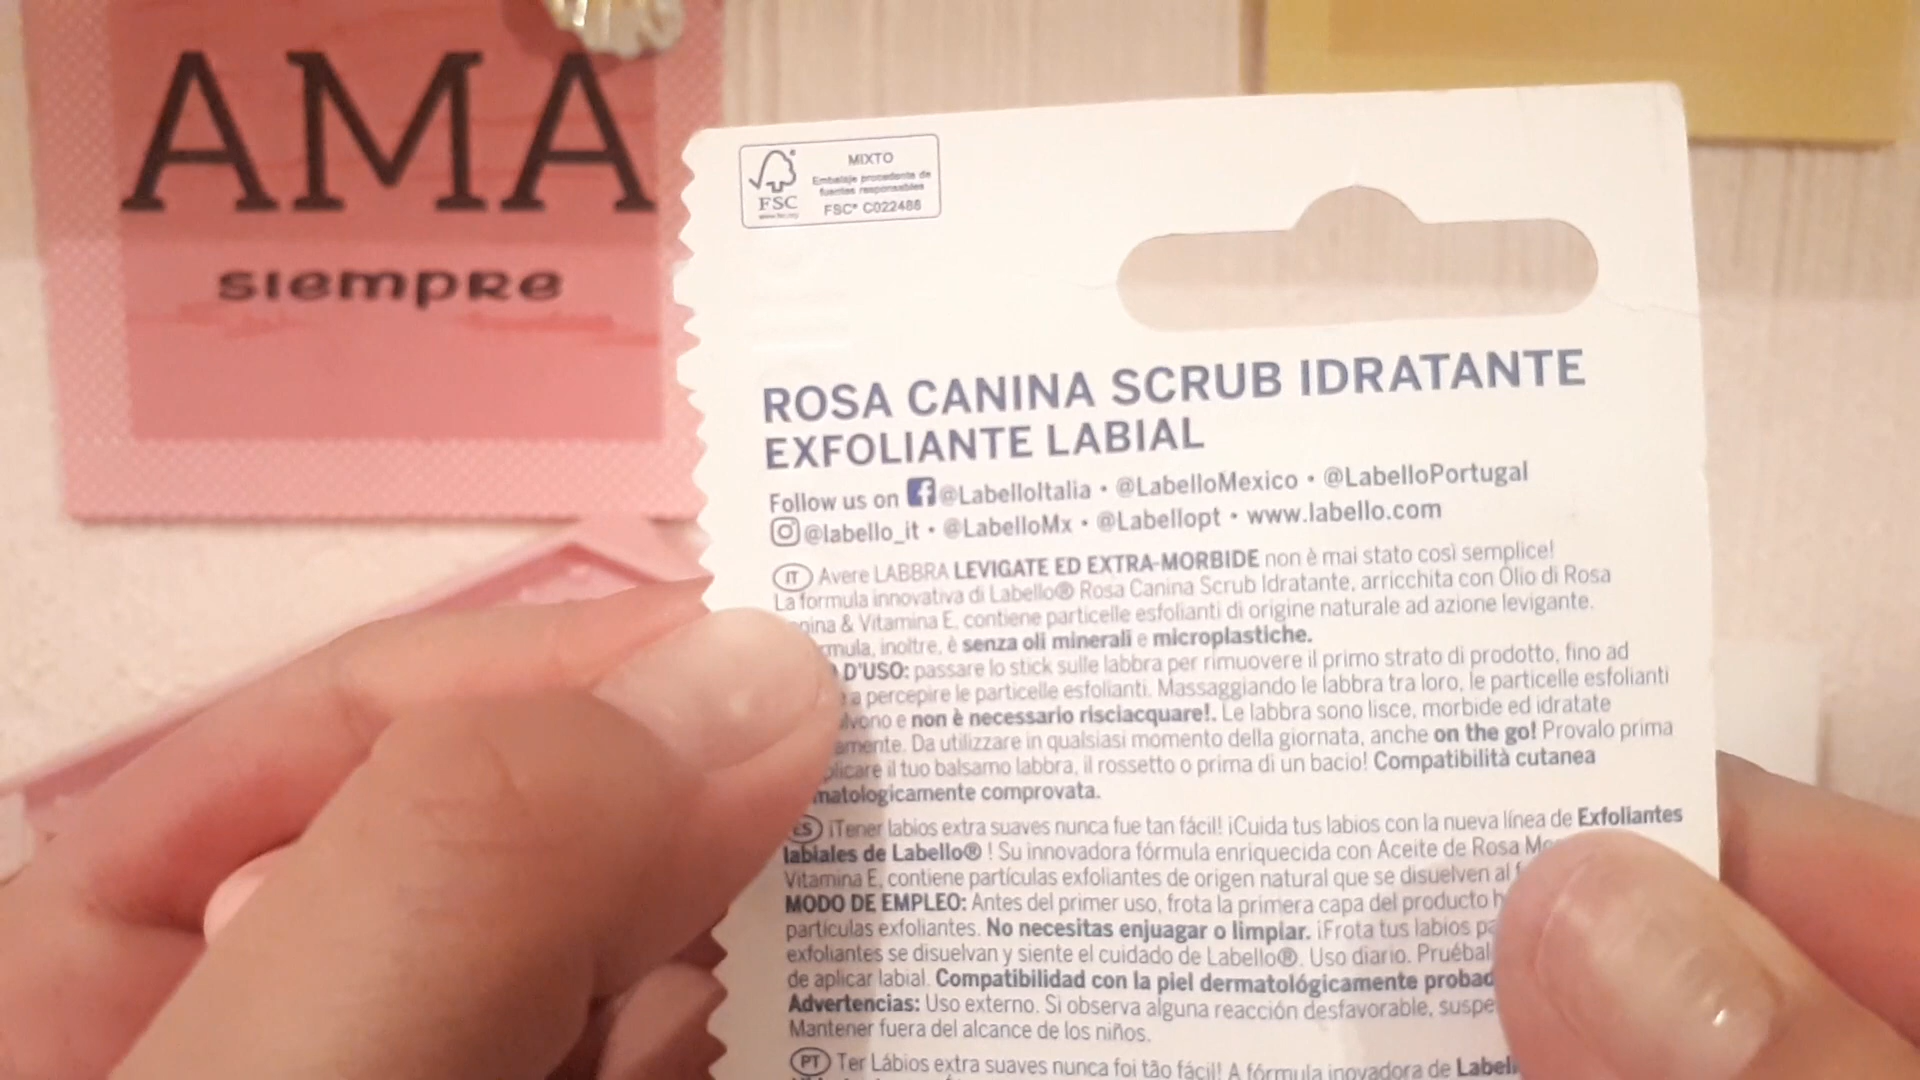 AMA
siempre
MIXTO
Embalaje procedente de
fuentes responsables
FSC® C022488
FSC
ROSA CANINA SCRUB IDRATANTE
EXFOLIANTE LABIAL
Follow us on @LabelloItalia • @LabelloMexico • @LabelloPortugal
@labello_it • @LabelloMx • @Labellopt • www.labello.com
IT Avere LABBRA LEVIGATE ED EXTRA-MORBIDE non è mai stato così semplice!
La formula innovativa di Labello® Rosa Canina Scrub Idratante, arricchita con Olio di Rosa
& Vitamina E, contiene particelle esfolianti di origine naturale ad azione levigante.
inoltre, è senza oli minerali e microplastiche.
D'USO: passare lo stick sulle labbra per rimuovere il primo strato di prodotto, fino ad
a percepire le particelle esfolianti. Massaggiando le labbra tra loro, le particelle esfolianti
e non è necessario risciacquare!. Le labbra sono lisce, morbide ed idratate
Da utilizzare in qualsiasi momento della giornata, anche on the go! Provalo prima
il tuo balsamo labbra, il rossetto o prima di un bacio! Compatibilità cutanea
comprovata.
ES ¡Tener labios extra suaves nunca fue tan fácil! ¡Cuida tus labios con la nueva línea de Exfoliantes
labiales de Labello® ! Su innovadora fórmula enriquecida con Aceite de Rosa
Vitamina E, contiene partículas exfoliantes de origen natural que se disuelven al
MODO DE EMPLEO: Antes del primer uso, frota la primera capa del producto
partículas exfoliantes. No necesitas enjuagar o limpiar. ¡Frota tus labios
exfoliantes se disuelvan y siente el cuidado de Labello®. Uso diario.
de aplicar labial. Compatibilidad con la piel dermatológicamente
Advertencias: Uso externo. Si observa alguna reacción desfavorable,
Mantener fuera del alcance de los niños.
PT Ter Lábios extra suaves nunca foi tão fácil! A fórmula inovadora de